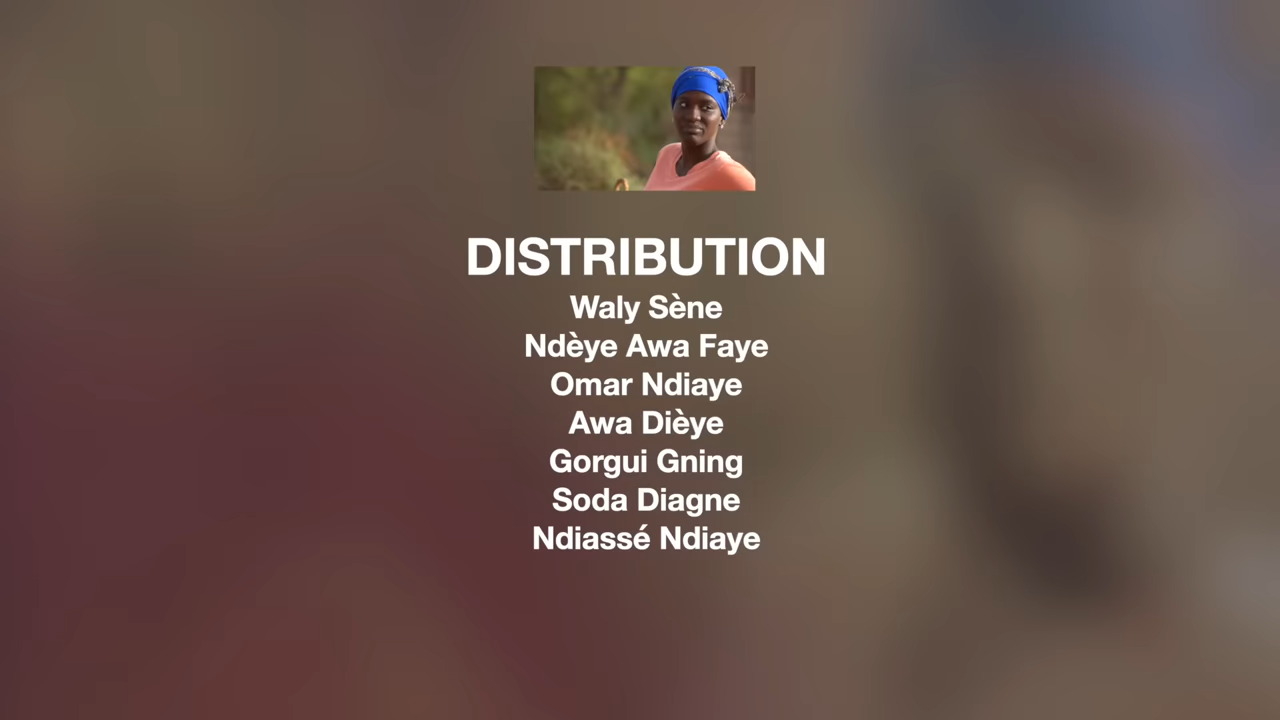 DISTRIBUTION
Waly Sène
Ndèye Awa Faye
Omar Ndiaye
Awa Dièye
Gorgui Gning
Soda Diagne
Ndiassé Ndiaye